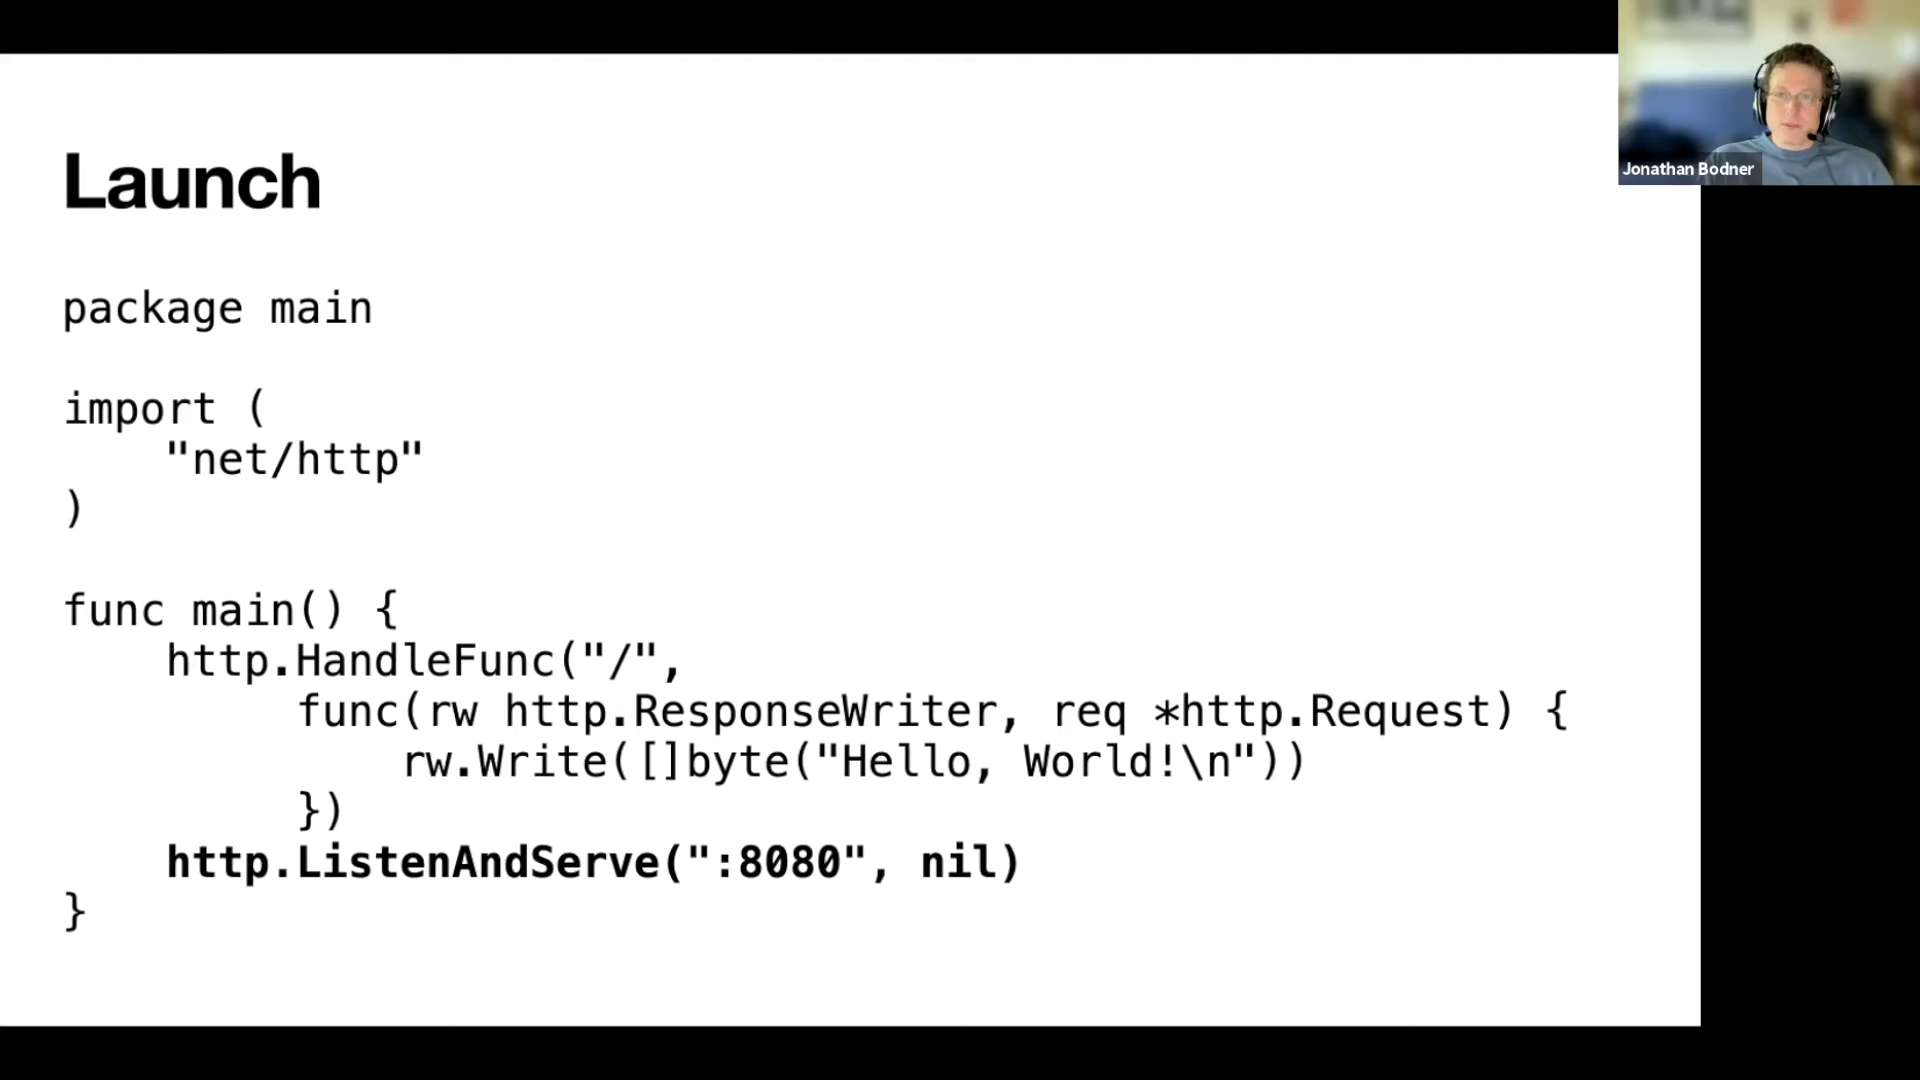 Launch
package main
import (
    "net/http"
)
func main() {
    http.HandleFunc("/",
         func(rw http.ResponseWriter, req *http.Request) {
             rw.Write([]byte("Hello, World!\n"))
         })
    http.ListenAndServe(":8080", nil)
}
Jonathan Bodner